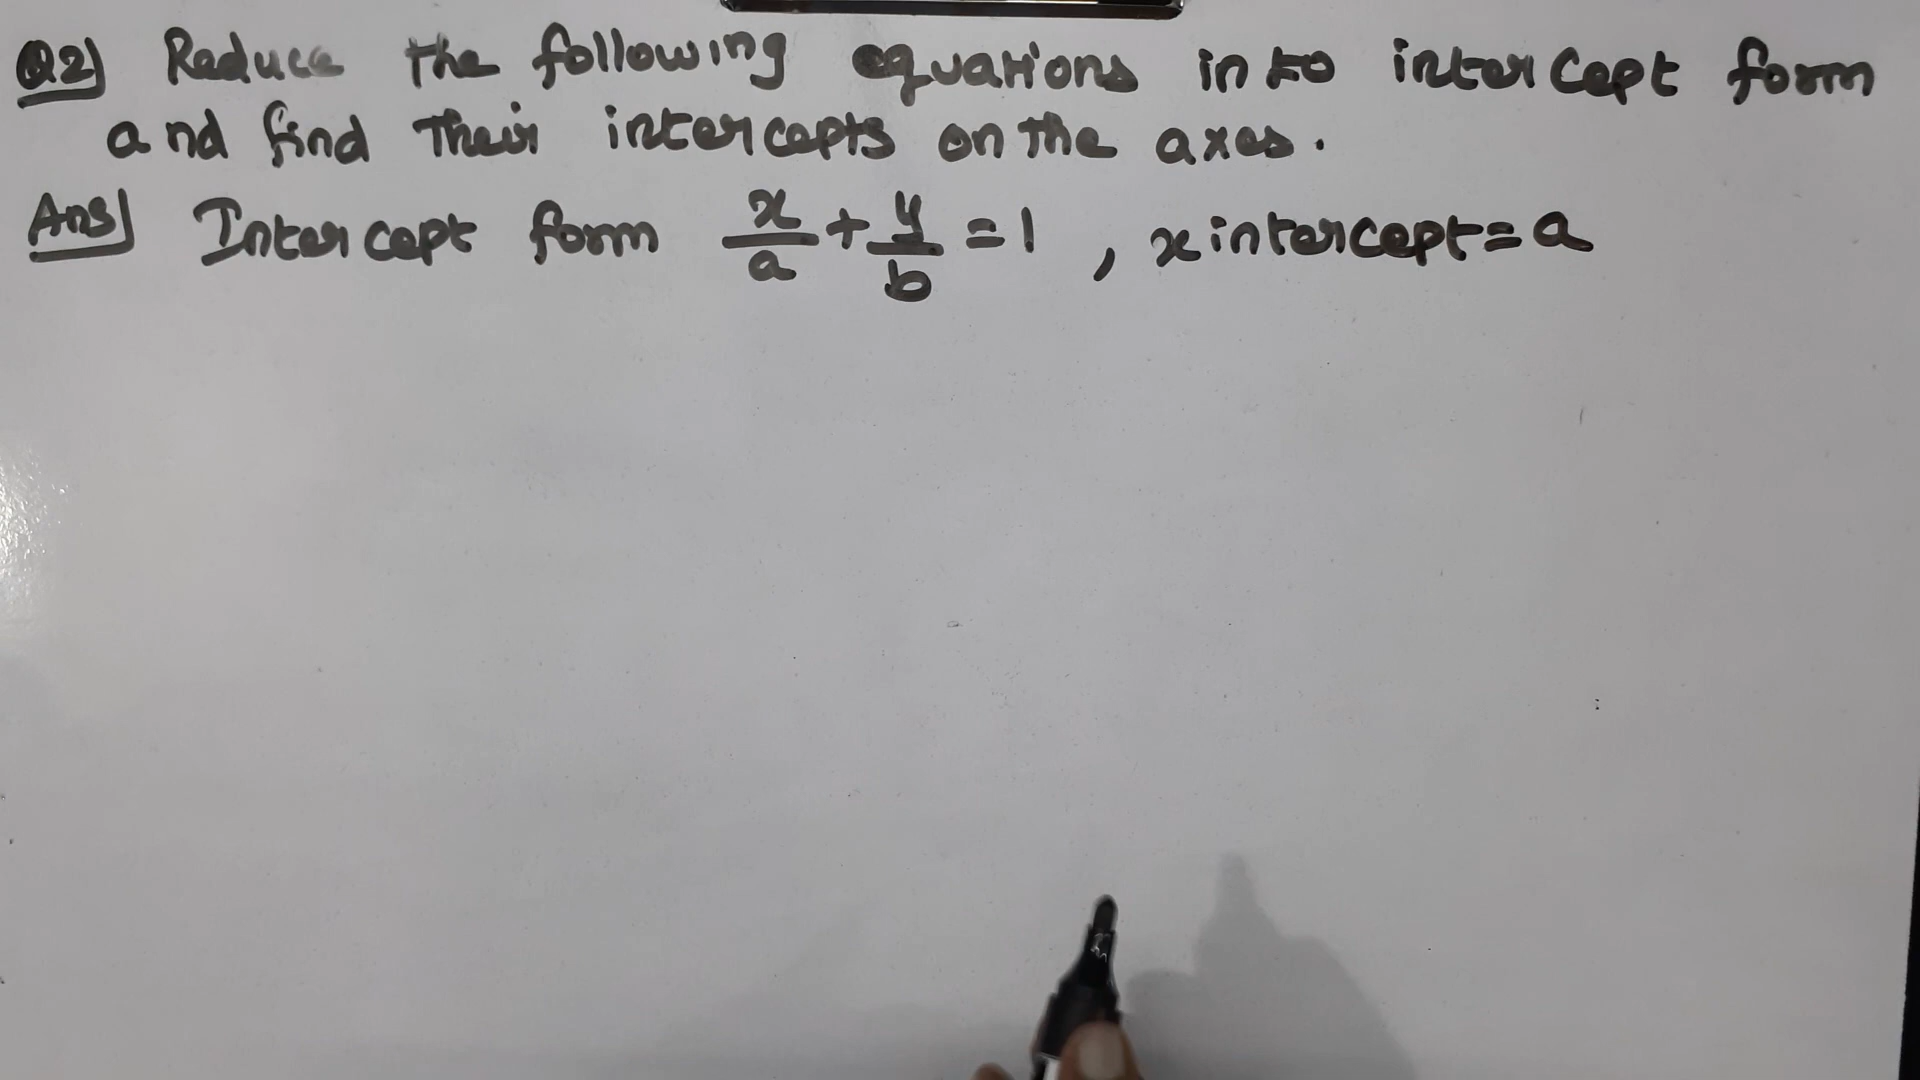 Q2) Reduce the following equations into intercept form
and find their intercepts on the axes.
Ans) Intercept form x/a + y/b = 1 , x intercept = a